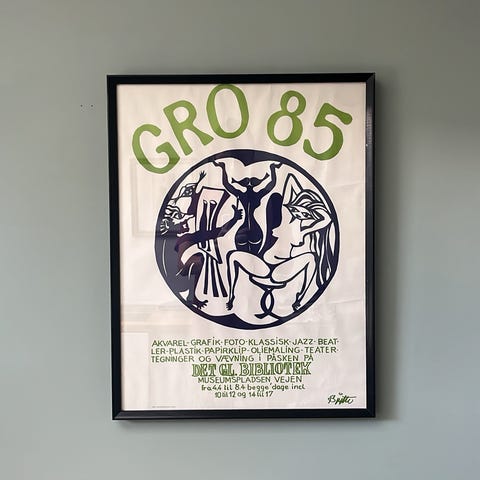 GRO 85
AKVAREL·GRAFIK·FOTO·KLASSISK·JAZZ·BEAT-
LER·PLASTIK·PAPIRKLIP·OLIEMALING·TEATER·
TEGNINGER OG VÆVNING I PÅSKEN PÅ
DET GL. BIBLIOTEK
MUSEUMSPLADSEN VEJEN
fra 4.4 til 8.4 begge dage incl
10 til 12 og 14 til 17